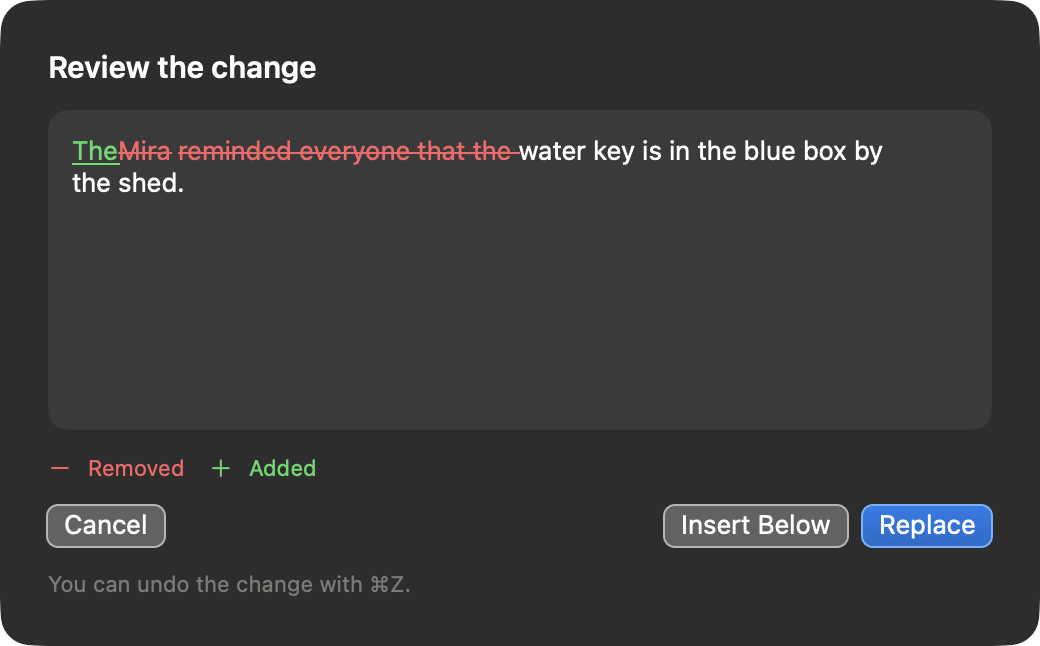 Review the change
TheMira reminded everyone that the water key is in the blue box by
the shed.
− Removed + Added
Cancel Insert Below Replace
You can undo the change with ⌘Z.